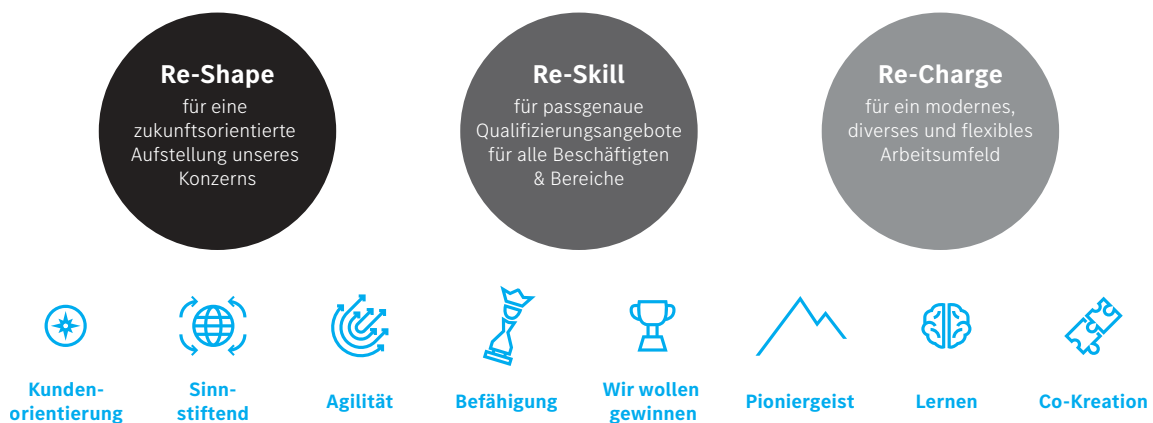 Re-Shape
für eine
zukunftsorientierte
Aufstellung unseres
Konzerns
Re-Skill
für passgenaue
Qualifizierungsangebote
für alle Beschäftigten
& Bereiche
Re-Charge
für ein modernes,
diverses und flexibles
Arbeitsumfeld
Kunden-
orientierung
Sinn-
stiftend
Agilität
Befähigung
Wir wollen
gewinnen
Pioniergeist
Lernen
Co-Kreation